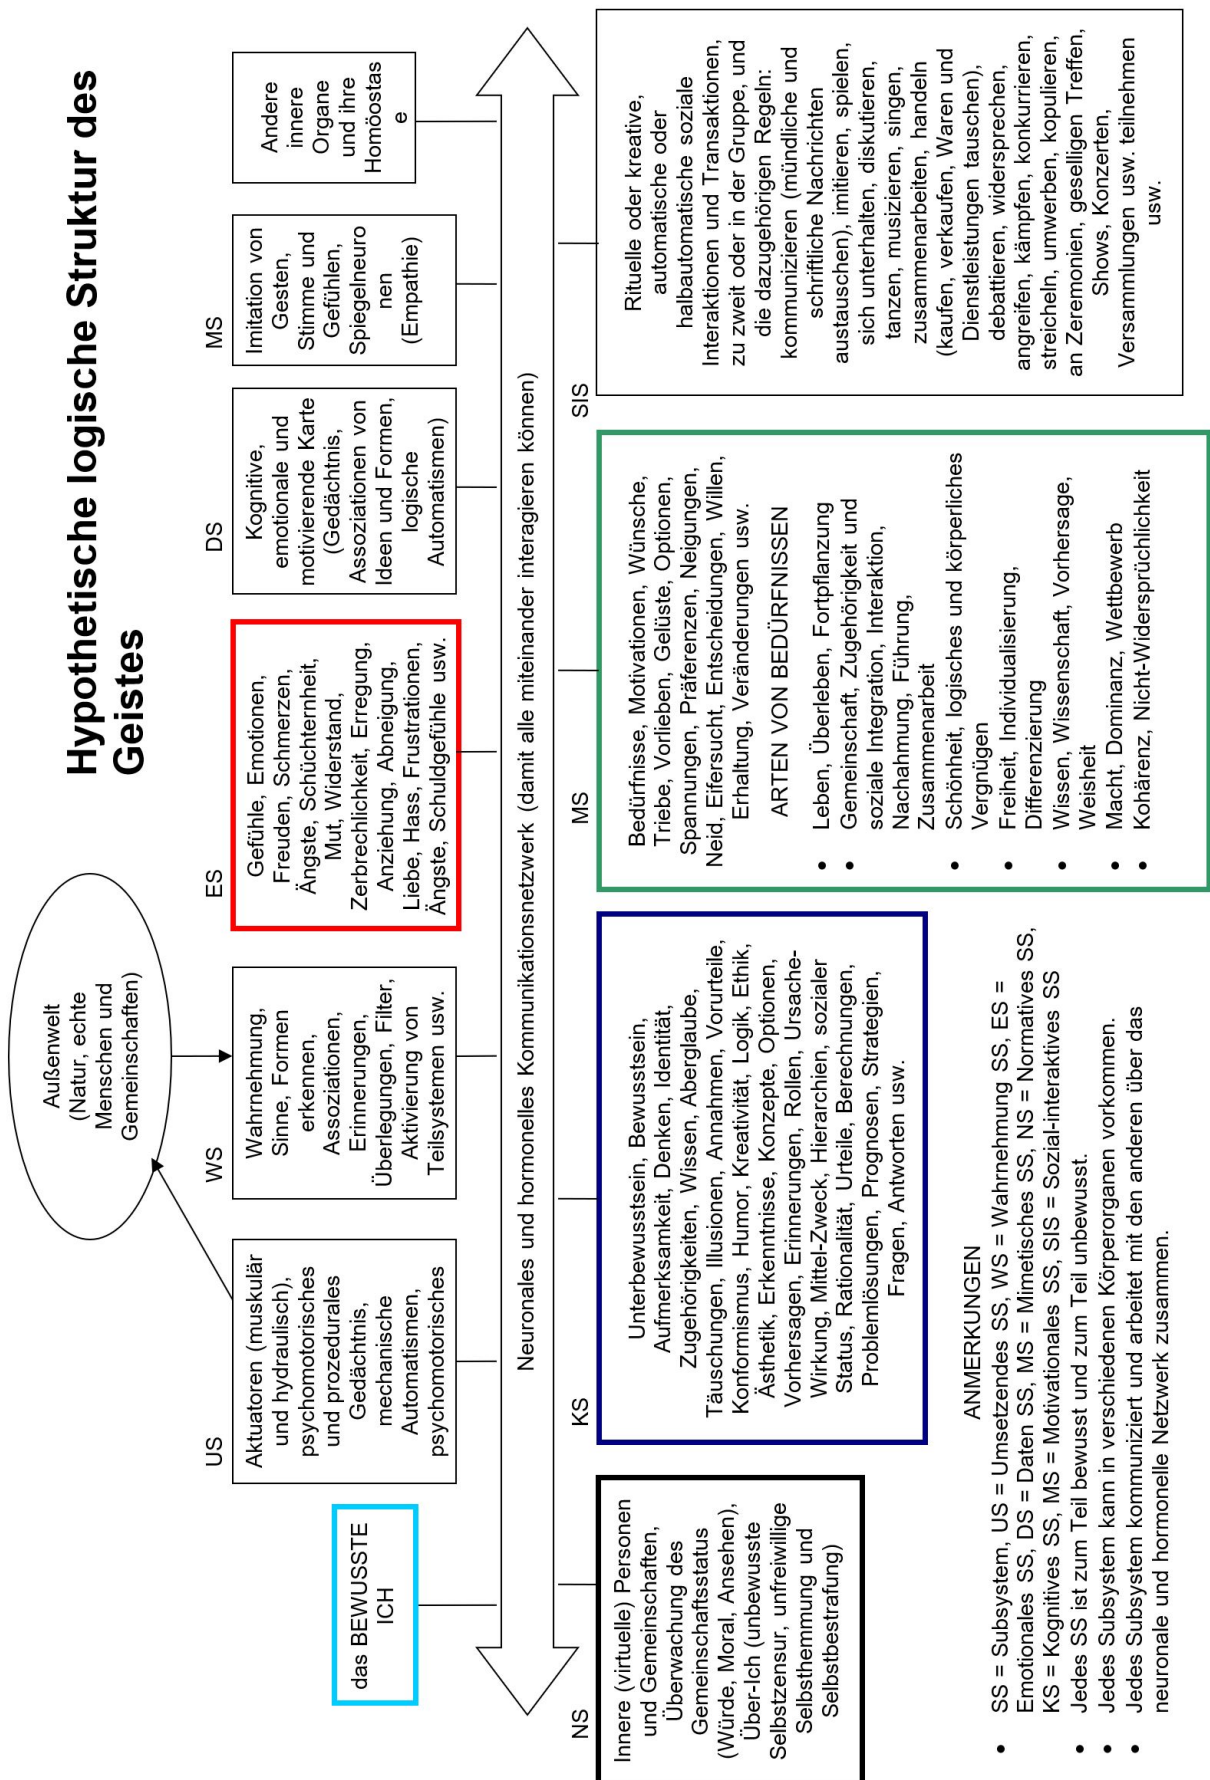 Hypothetische logische Struktur des
Geistes
Außenwelt
(Natur, echte
Menschen und
Gemeinschaften)
das BEWUSSTE
ICH
US
Aktuatoren (muskulär
und hydraulisch),
psychomotorisches
und prozedurales
Gedächtnis,
mechanische
Automatismen,
psychomotorisches
WS
Wahrnehmung,
Sinne, Formen
erkennen,
Assoziationen,
Erinnerungen,
Überlegungen, Filter,
Aktivierung von
Teilsystemen usw.
ES
Gefühle, Emotionen,
Freuden, Schmerzen,
Ängste, Schüchternheit,
Mut, Widerstand,
Zerbrechlichkeit, Erregung,
Anziehung, Abneigung,
Liebe, Hass, Frustrationen,
Ängste, Schuldgefühle usw.
DS
Kognitive,
emotionale und
motivierende Karte
(Gedächtnis,
Assoziationen von
Ideen und Formen,
logische
Automatismen)
MS
Imitation von
Gesten,
Stimme und
Gefühlen,
Spiegelneuro
nen
(Empathie)
Andere
innere
Organe
und ihre
Homöostas
e
Neuronales und hormonelles Kommunikationsnetzwerk (damit alle miteinander interagieren können)
NS
Innere (virtuelle) Personen
und Gemeinschaften,
Überwachung des
Gemeinschaftsstatus
(Würde, Moral, Ansehen),
Über-Ich (unbewusste
Selbstzensur, unfreiwillige
Selbsthemmung und
Selbstbestrafung)
KS
Unterbewusstsein, Bewusstsein,
Aufmerksamkeit, Denken, Identität,
Zugehörigkeiten, Wissen, Aberglaube,
Täuschungen, Illusionen, Annahmen, Vorurteile,
Konformismus, Humor, Kreativität, Logik, Ethik,
Ästhetik, Erkenntnisse, Konzepte, Optionen,
Vorhersagen, Erinnerungen, Rollen, Ursache-
Wirkung, Mittel-Zweck, Hierarchien, sozialer
Status, Rationalität, Urteile, Berechnungen,
Problemlösungen, Prognosen, Strategien,
Fragen, Antworten usw.
MS
Bedürfnisse, Motivationen, Wünsche,
Triebe, Vorlieben, Gelüste, Optionen,
Spannungen, Präferenzen, Neigungen,
Neid, Eifersucht, Entscheidungen, Willen,
Erhaltung, Veränderungen usw.
ARTEN VON BEDÜRFNISSEN
• Leben, Überleben, Fortpflanzung
• Gemeinschaft, Zugehörigkeit und
soziale Integration, Interaktion,
Nachahmung, Führung,
Zusammenarbeit
• Schönheit, logisches und körperliches
Vergnügen
• Freiheit, Individualisierung,
Differenzierung
• Wissen, Wissenschaft, Vorhersage,
Weisheit
• Macht, Dominanz, Wettbewerb
• Kohärenz, Nicht-Widersprüchlichkeit
SIS
Rituelle oder kreative,
automatische oder
halbautomatische soziale
Interaktionen und Transaktionen,
zu zweit oder in der Gruppe, und
die dazugehörigen Regeln:
kommunizieren (mündliche und
schriftliche Nachrichten
austauschen), imitieren, spielen,
sich unterhalten, diskutieren,
tanzen, musizieren, singen,
zusammenarbeiten, handeln
(kaufen, verkaufen, Waren und
Dienstleistungen tauschen),
debattieren, widersprechen,
angreifen, kämpfen, konkurrieren,
streicheln, umwerben, kopulieren,
an Zeremonien, geselligen Treffen,
Shows, Konzerten,
Versammlungen usw. teilnehmen
usw.
ANMERKUNGEN
• SS = Subsystem, US = Umsetzendes SS, WS = Wahrnehmung SS, ES =
Emotionales SS, DS = Daten SS, MS = Mimetisches SS, NS = Normatives SS,
KS = Kognitives SS, MS = Motivationales SS, SIS = Sozial-interaktives SS
• Jedes SS ist zum Teil bewusst und zum Teil unbewusst.
• Jedes Subsystem kann in verschiedenen Körperorganen vorkommen.
• Jedes Subsystem kommuniziert und arbeitet mit den anderen über das
neuronale und hormonelle Netzwerk zusammen.